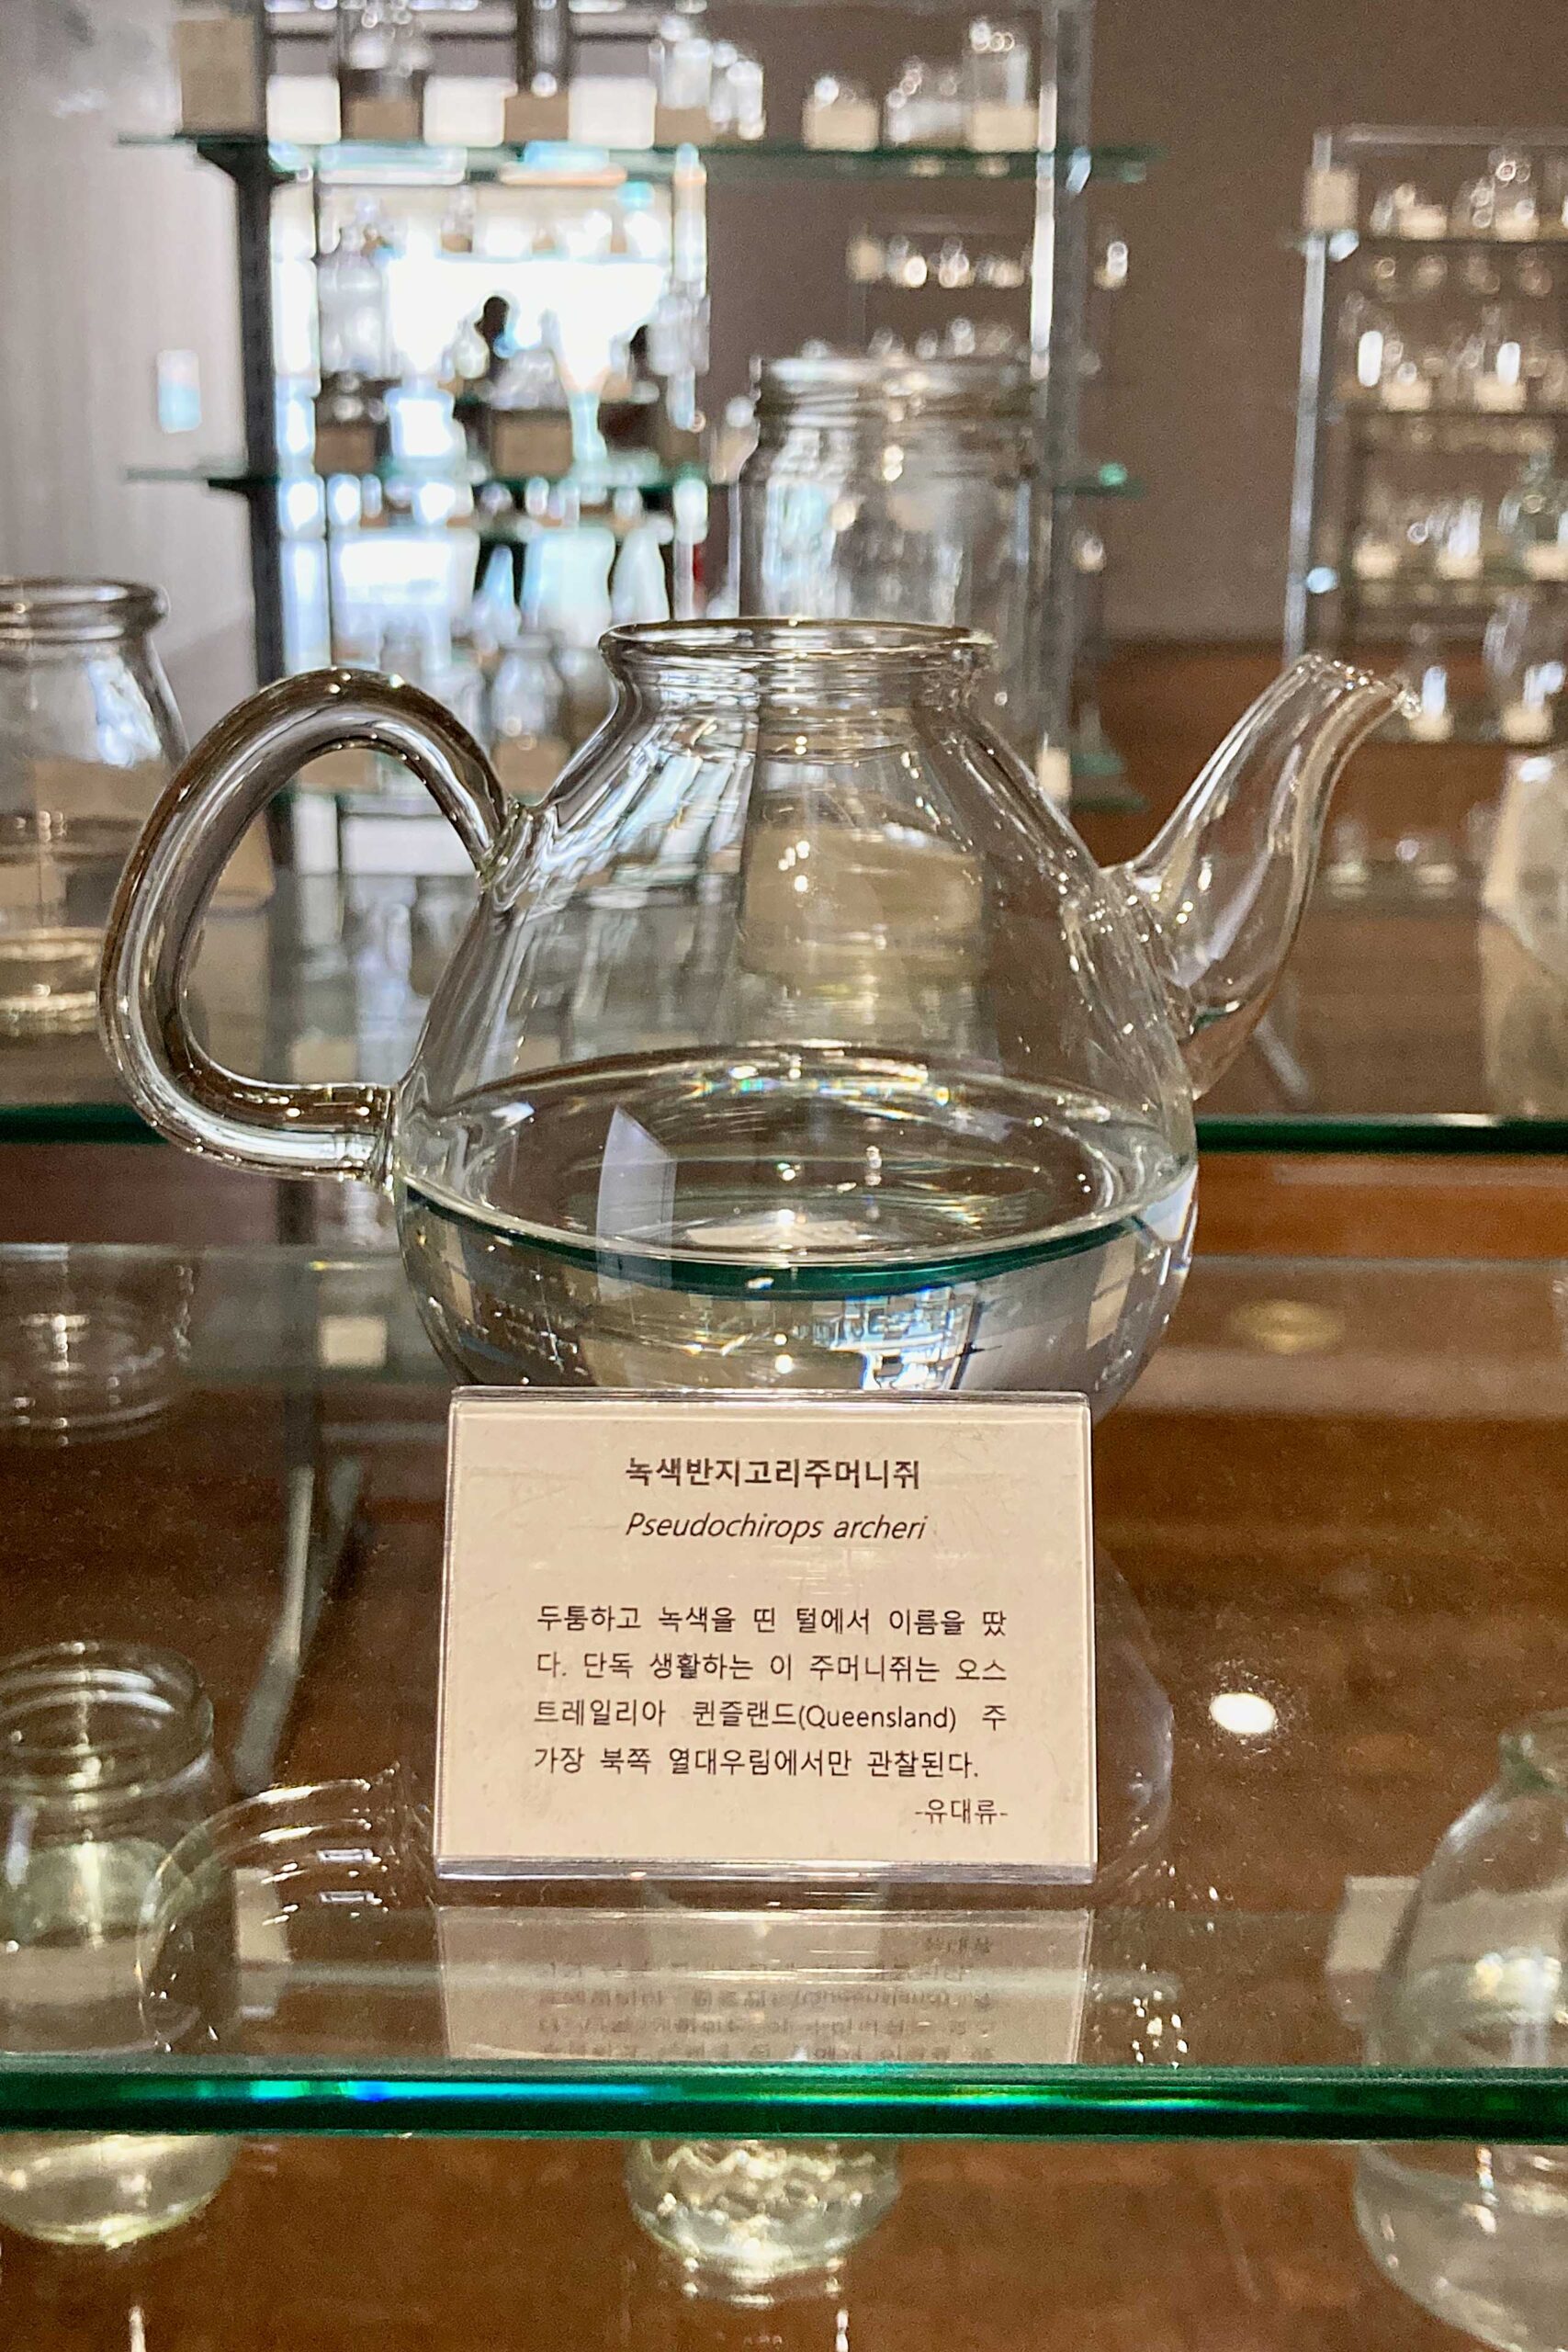 녹색반지고리주머니쥐
Pseudochirops archeri
두툼하고 녹색을 띤 털에서 이름을 땄
다. 단독 생활하는 이 주머니쥐는 오스
트레일리아 퀸즐랜드(Queensland) 주
가장 북쪽 열대우림에서만 관찰된다.
-유대류-